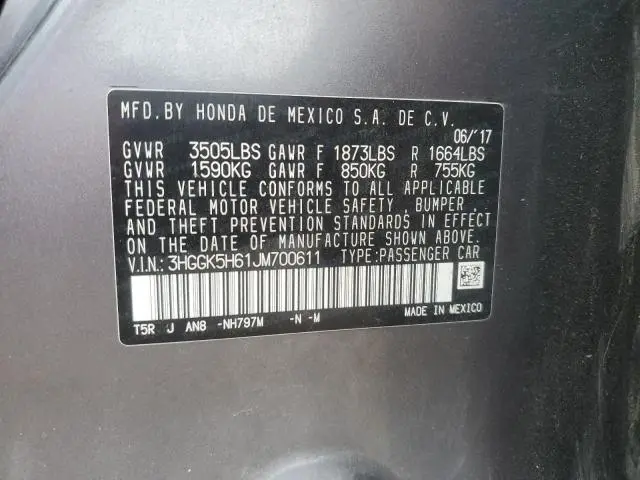 MFD. BY HONDA DE MEXICO S.A. DE C.V.
06/'17
GVWR 3505LBS GAWR F 1873LBS R 1664LBS
GVWR 1590KG GAWR F 850KG R 755KG
THIS VEHICLE CONFORMS TO ALL APPLICABLE
FEDERAL MOTOR VEHICLE SAFETY, BUMPER,
AND THEFT PREVENTION STANDARDS IN EFFECT
ON THE DATE OF MANUFACTURE SHOWN ABOVE.
V.I.N.: 3HGGK5H61JM700611 TYPE:PASSENGER CAR
T5R J AN8 -NH797M -N -M MADE IN MEXICO